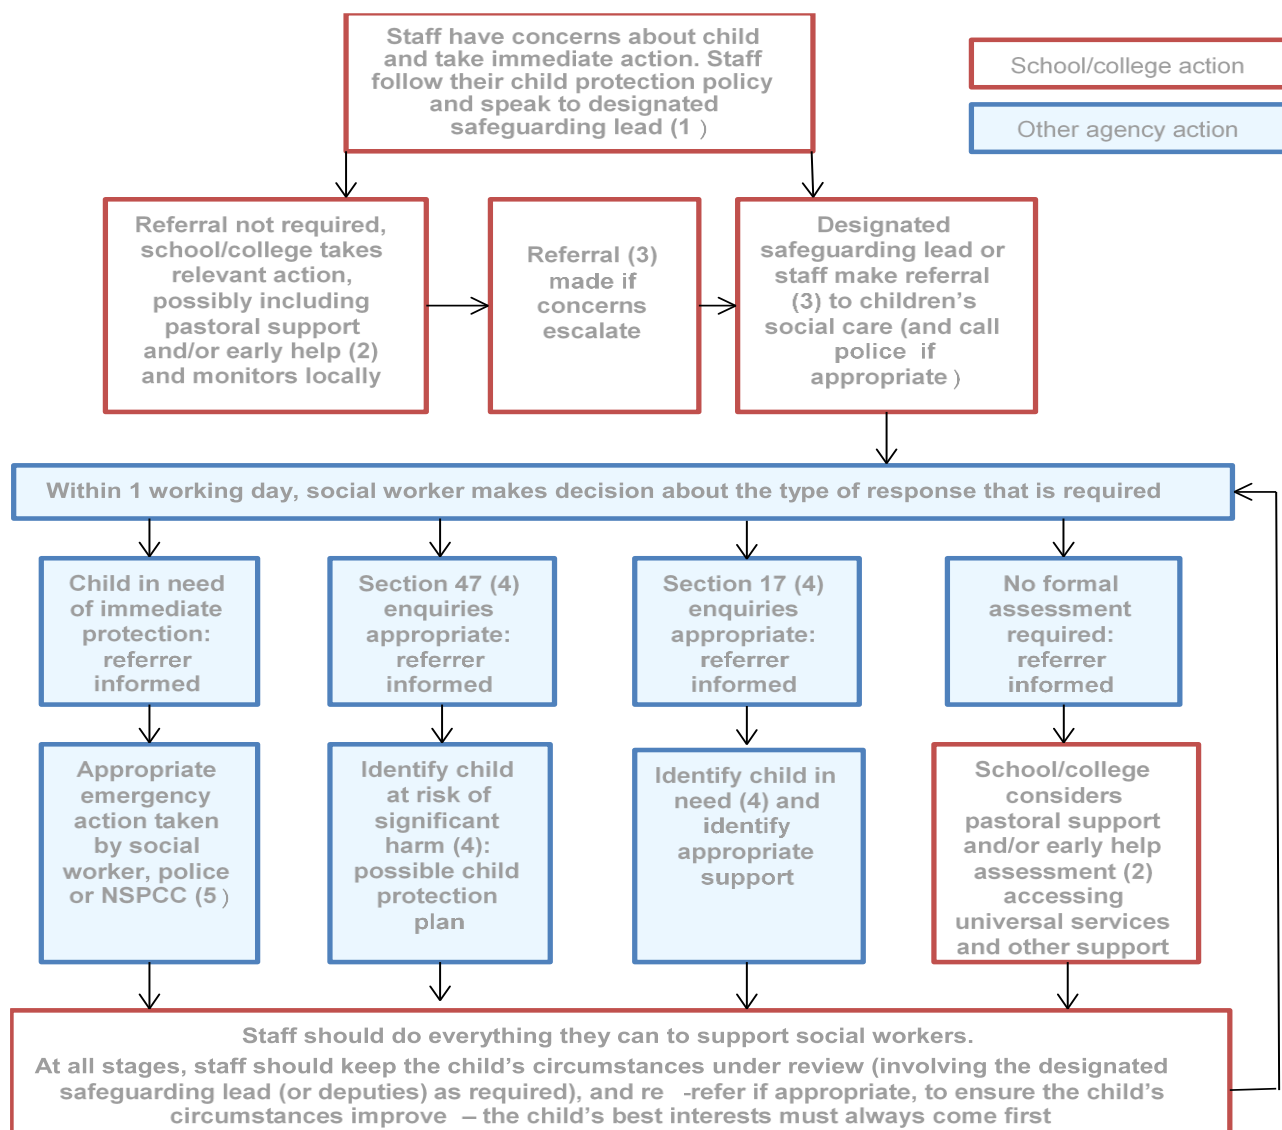 Staff have concerns about child
and take immediate action. Staff
follow their child protection policy
and speak to designated
safeguarding lead (1 )
School/college action
Other agency action
Referral not required,
school/college takes
relevant action,
possibly including
pastoral support
and/or early help (2)
and monitors locally
Referral (3)
made if
concerns
escalate
Designated
safeguarding lead or
staff make referral
(3) to children’s
social care (and call
police if
appropriate )
Within 1 working day, social worker makes decision about the type of response that is required
Child in need
of immediate
protection:
referrer
informed
Section 47 (4)
enquiries
appropriate:
referrer
informed
Section 17 (4)
enquiries
appropriate:
referrer
informed
No formal
assessment
required:
referrer
informed
Appropriate
emergency
action taken
by social
worker, police
or NSPCC (5 )
Identify child
at risk of
significant
harm (4):
possible child
protection
plan
Identify child in
need (4) and
identify
appropriate
support
School/college
considers
pastoral support
and/or early help
assessment (2)
accessing
universal services
and other support
Staff should do everything they can to support social workers.
At all stages, staff should keep the child’s circumstances under review (involving the designated
safeguarding lead (or deputies) as required), and re -refer if appropriate, to ensure the child’s
circumstances improve – the child’s best interests must always come first